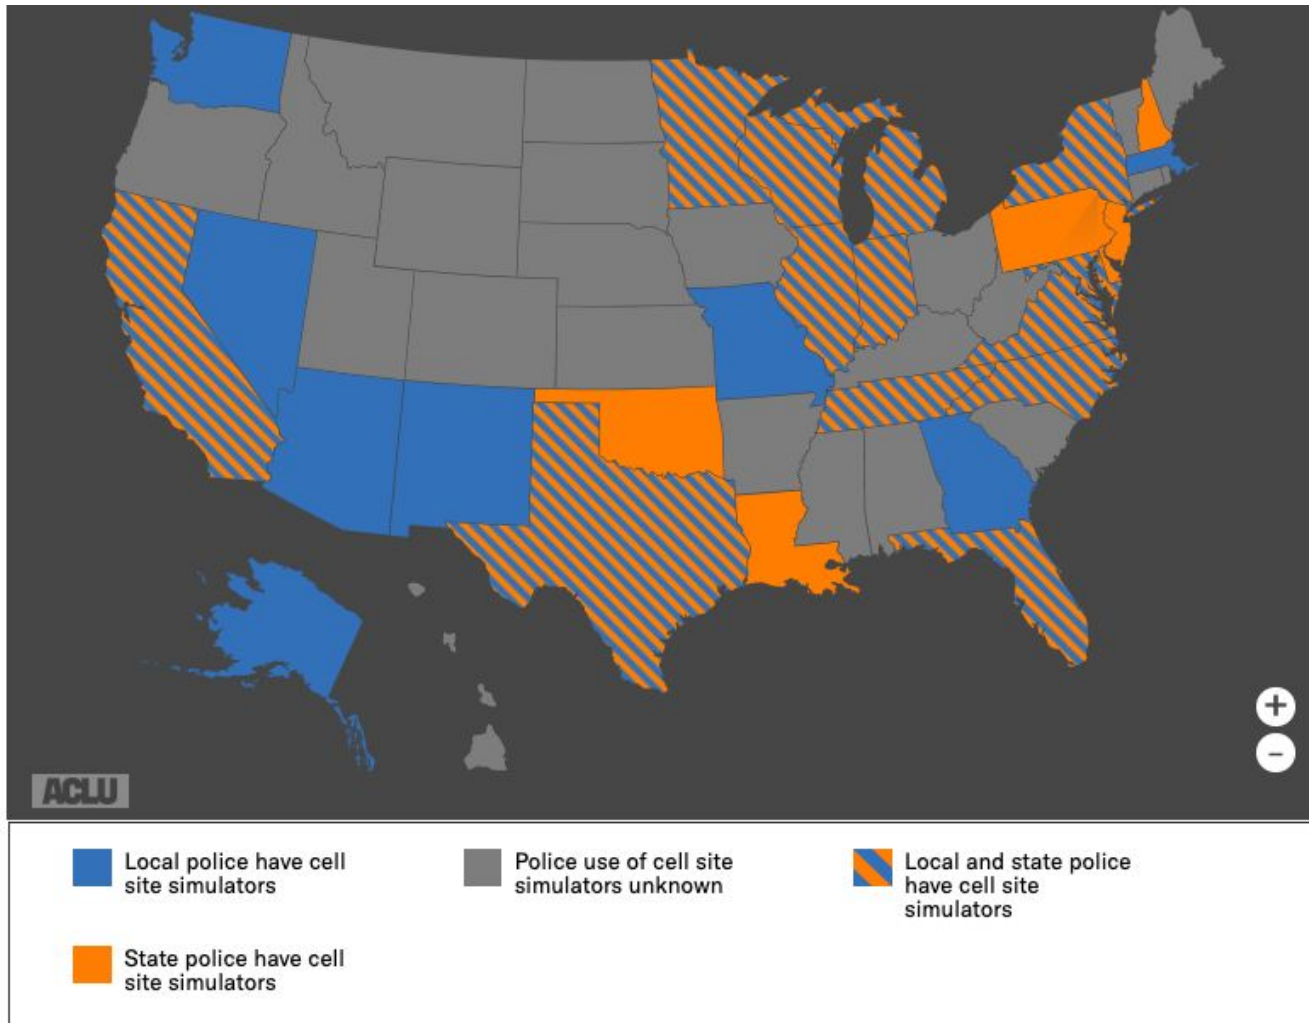 +
-
ACLU
Local police have cell
site simulators
Police use of cell site
simulators unknown
Local and state police
have cell site
simulators
State police have cell
site simulators